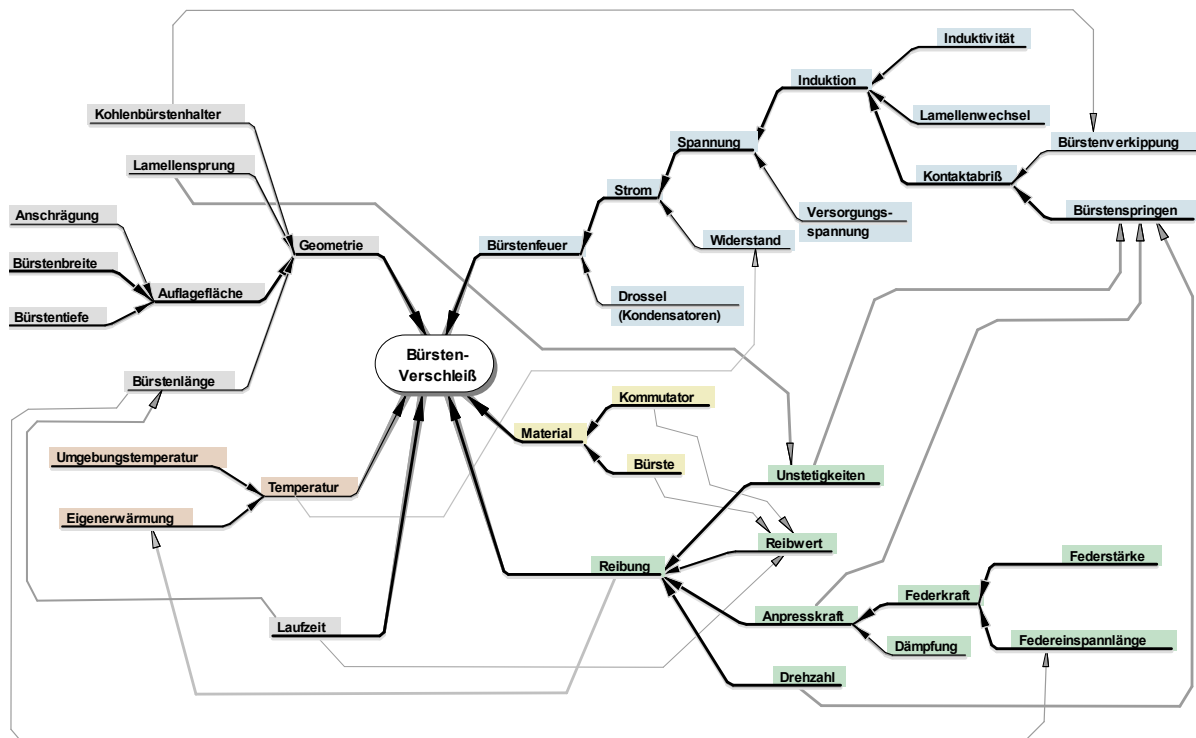 Induktivität
Induktion
Kohlenbürstenhalter
Lamellenwechsel
Spannung
Bürstenverkippung
Lamellensprung
Kontaktabriß
Strom
Anschrägung
Versorgungs-
spannung
Bürstenspringen
Geometrie
Bürstenfeuer
Widerstand
Bürstenbreite
Auflagefläche
Drossel
(Kondensatoren)
Bürstentiefe
Bürsten-
Verschleiß
Bürstenlänge
Kommutator
Material
Umgebungstemperatur
Bürste
Unstetigkeiten
Temperatur
Eigenerwärmung
Reibwert
Reibung
Federstärke
Federkraft
Anpresskraft
Laufzeit
Dämpfung
Federeinspannlänge
Drehzahl